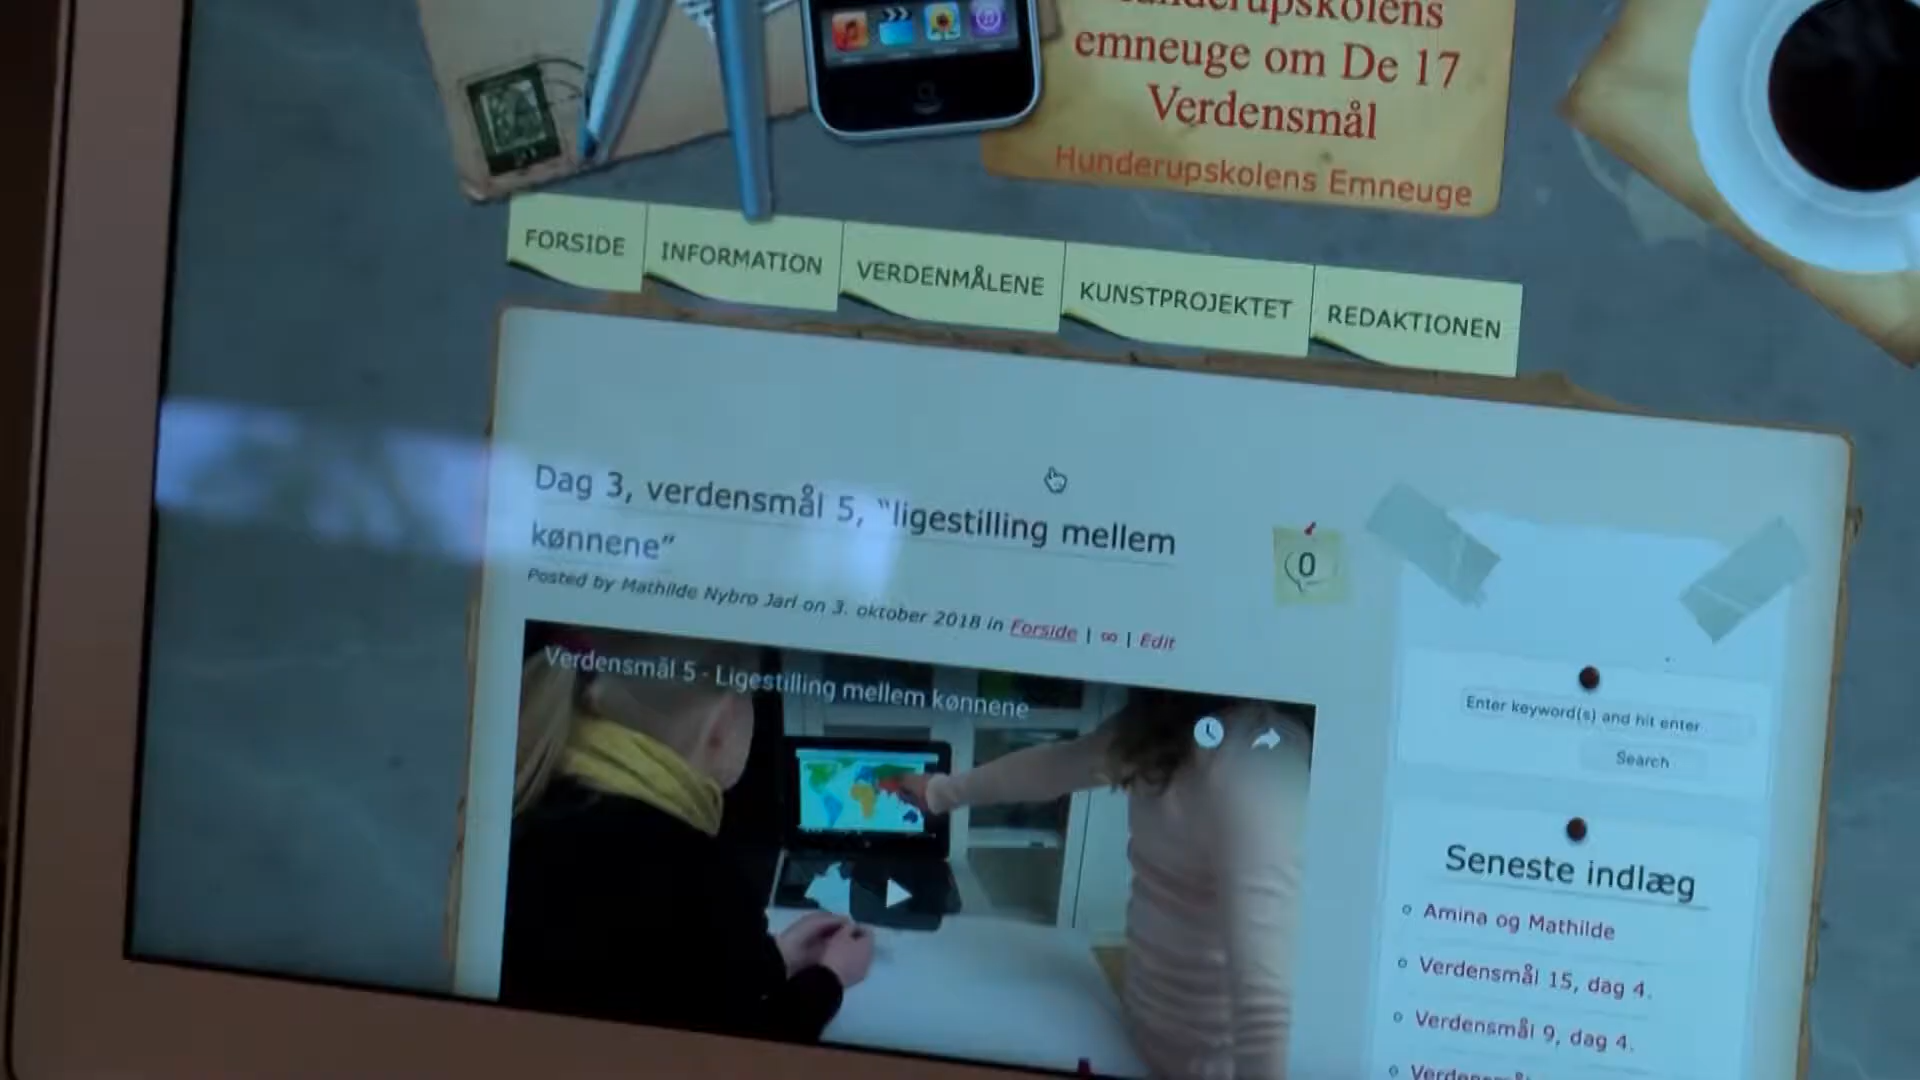 Hunderupskolens
emneuge om De 17
Verdensmål
Hunderupskolens Emneuge
FORSIDE
INFORMATION
VERDENMÅLENE
KUNSTPROJEKTET
REDAKTIONEN
Dag 3, verdensmål 5, “ligestilling mellem
kønnene”
0
Posted by Mathilde Nybro Jarl on 3. oktober 2018 in Forside | ∞ | Edit
Verdensmål 5 - Ligestilling mellem kønnene
Enter keyword(s) and hit enter
Search
Seneste indlæg
Amina og Mathilde
Verdensmål 15, dag 4.
Verdensmål 9, dag 4.